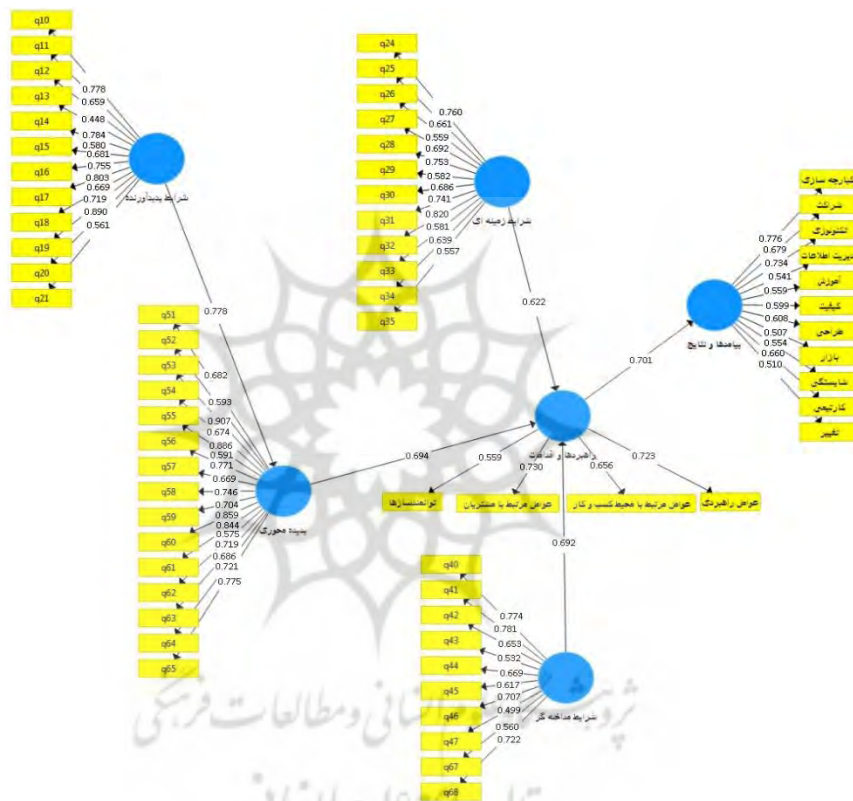 q10
q11
q12
q13
q14
q15
q16
q17
q18
q19
q20
q21
0.778
0.659
0.448
0.784
0.580
0.681
0.755
0.803
0.669
0.719
0.890
0.561
شرایط پدیدآورنده
0.778
q24
q25
q26
q27
q28
q29
q30
q31
q32
q33
q34
q35
0.760
0.661
0.559
0.692
0.753
0.582
0.686
0.741
0.820
0.581
0.639
0.557
شرایط زمینه ای
0.622
یکپارچه سازی
شراکت
تکنولوژی
مدیریت اطلاعات
آموزش
کیفیت
طراحی
بازار
شایستگی
کارتیمی
تغییر
0.776
0.679
0.734
0.541
0.559
0.599
0.608
0.507
0.554
0.660
0.510
پیامدها و نتایج
0.701
q51
q52
q53
q54
q55
q56
q57
q58
q59
q60
q61
q62
q63
q64
q65
0.682
0.593
0.907
0.674
0.886
0.591
0.771
0.669
0.746
0.704
0.859
0.844
0.575
0.719
0.686
0.721
0.775
پدیده محوری
0.694
راهبردها و اقدامات
0.559
0.730
0.656
0.723
توانمندسازها
عوامل مرتبط با مشتریان
عوامل مرتبط با محیط کسب و کار
عوامل راهبردی
0.692
q40
q41
q42
q43
q44
q45
q46
q47
q67
q68
0.774
0.781
0.653
0.532
0.669
0.617
0.707
0.499
0.560
0.722
شرایط مداخله گر
پژوهشگاه علوم انسانی و مطالعات فرهنگی